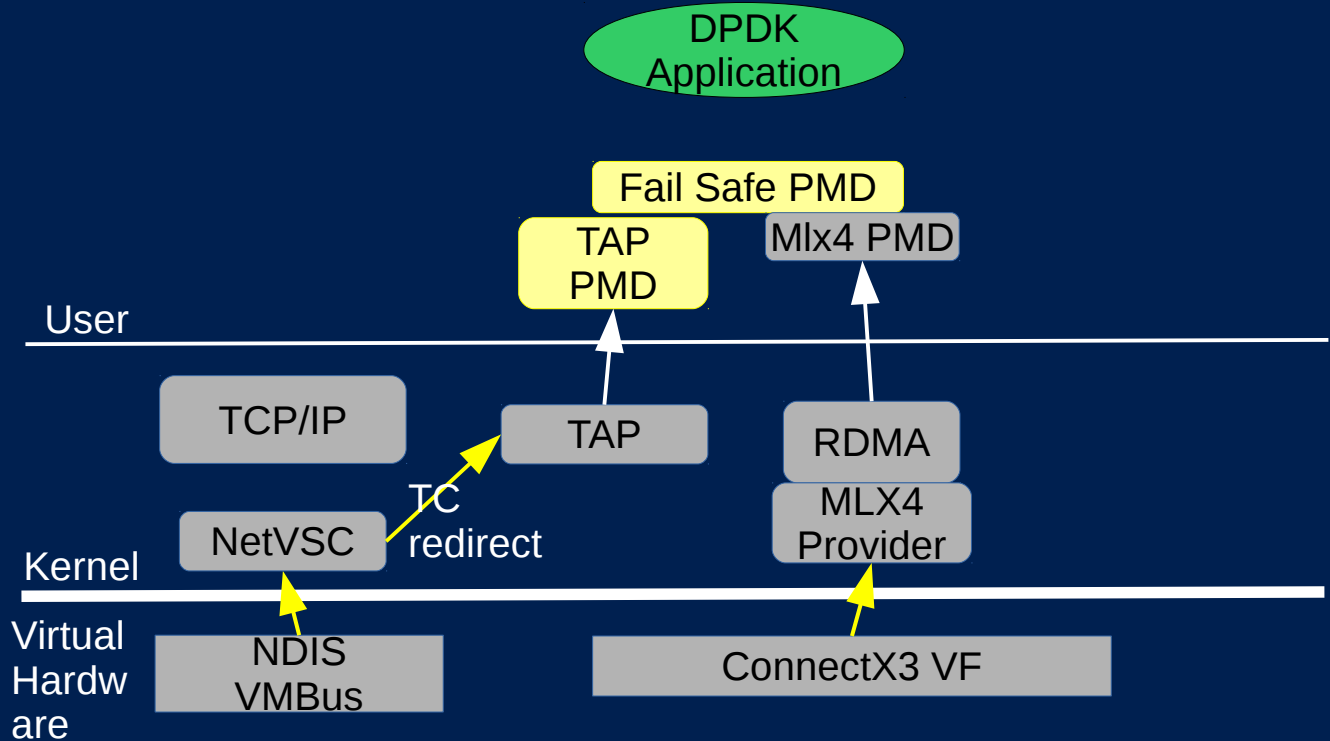 DPDK
Application
Fail Safe PMD
TAP
PMD
Mlx4 PMD
User
TCP/IP
TAP
RDMA
TC
redirect
MLX4
Provider
NetVSC
Kernel
Virtual
Hardw
are
NDIS
VMBus
ConnectX3 VF